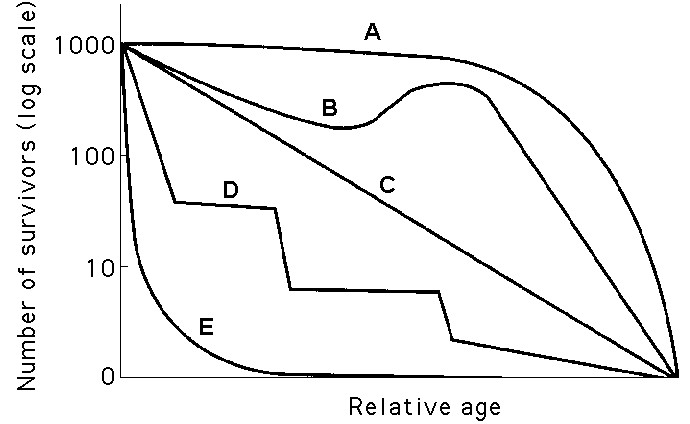 Number of survivors (log scale)
1000
100
10
0
A
B
C
D
E
Relative age